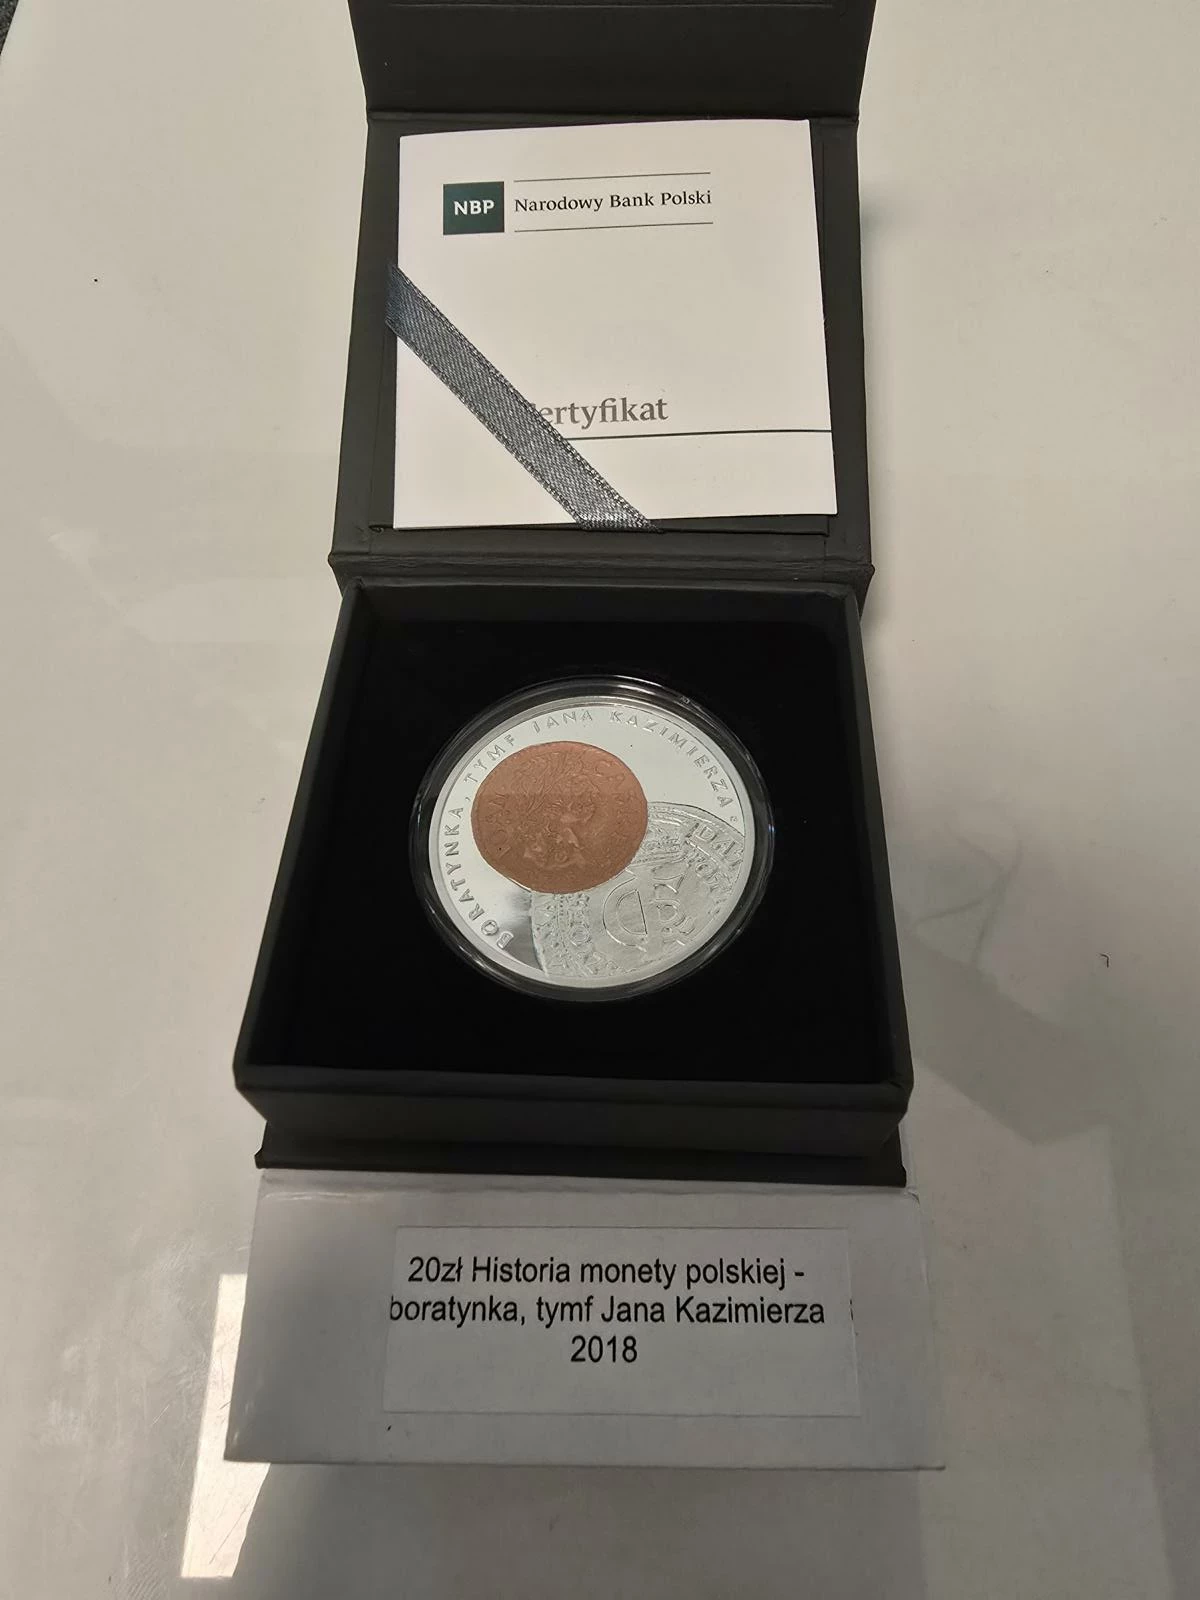 NBP Narodowy Bank Polski
ertyfikat
BORATYNKA, TYMF JANA KAZIMIERZA
20zł Historia monety polskiej -
boratynka, tymf Jana Kazimierza
2018